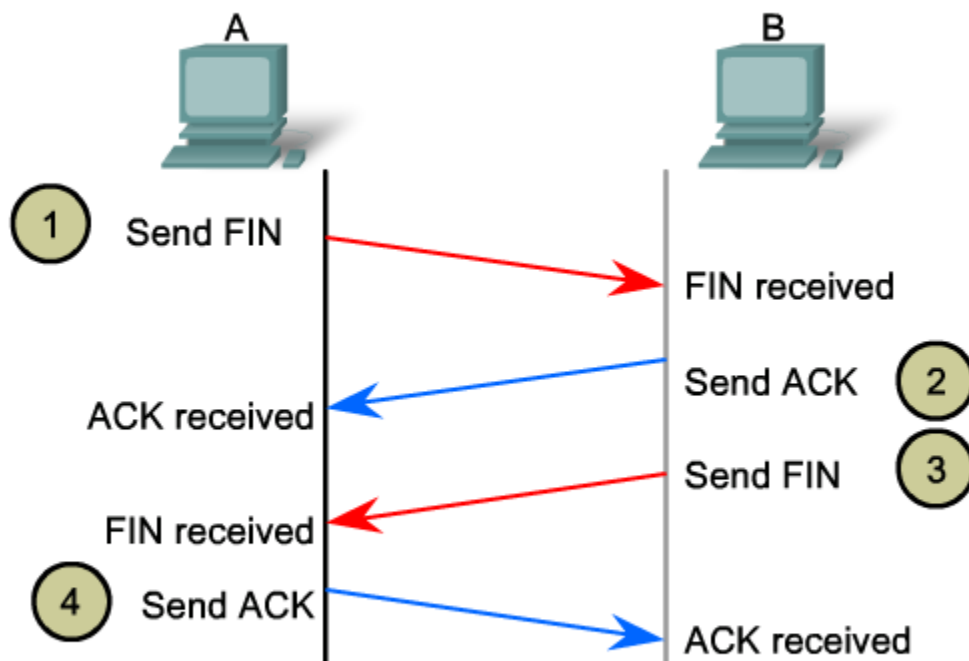 A
B
1
Send FIN
FIN received
Send ACK
2
ACK received
Send FIN
3
FIN received
4
Send ACK
ACK received